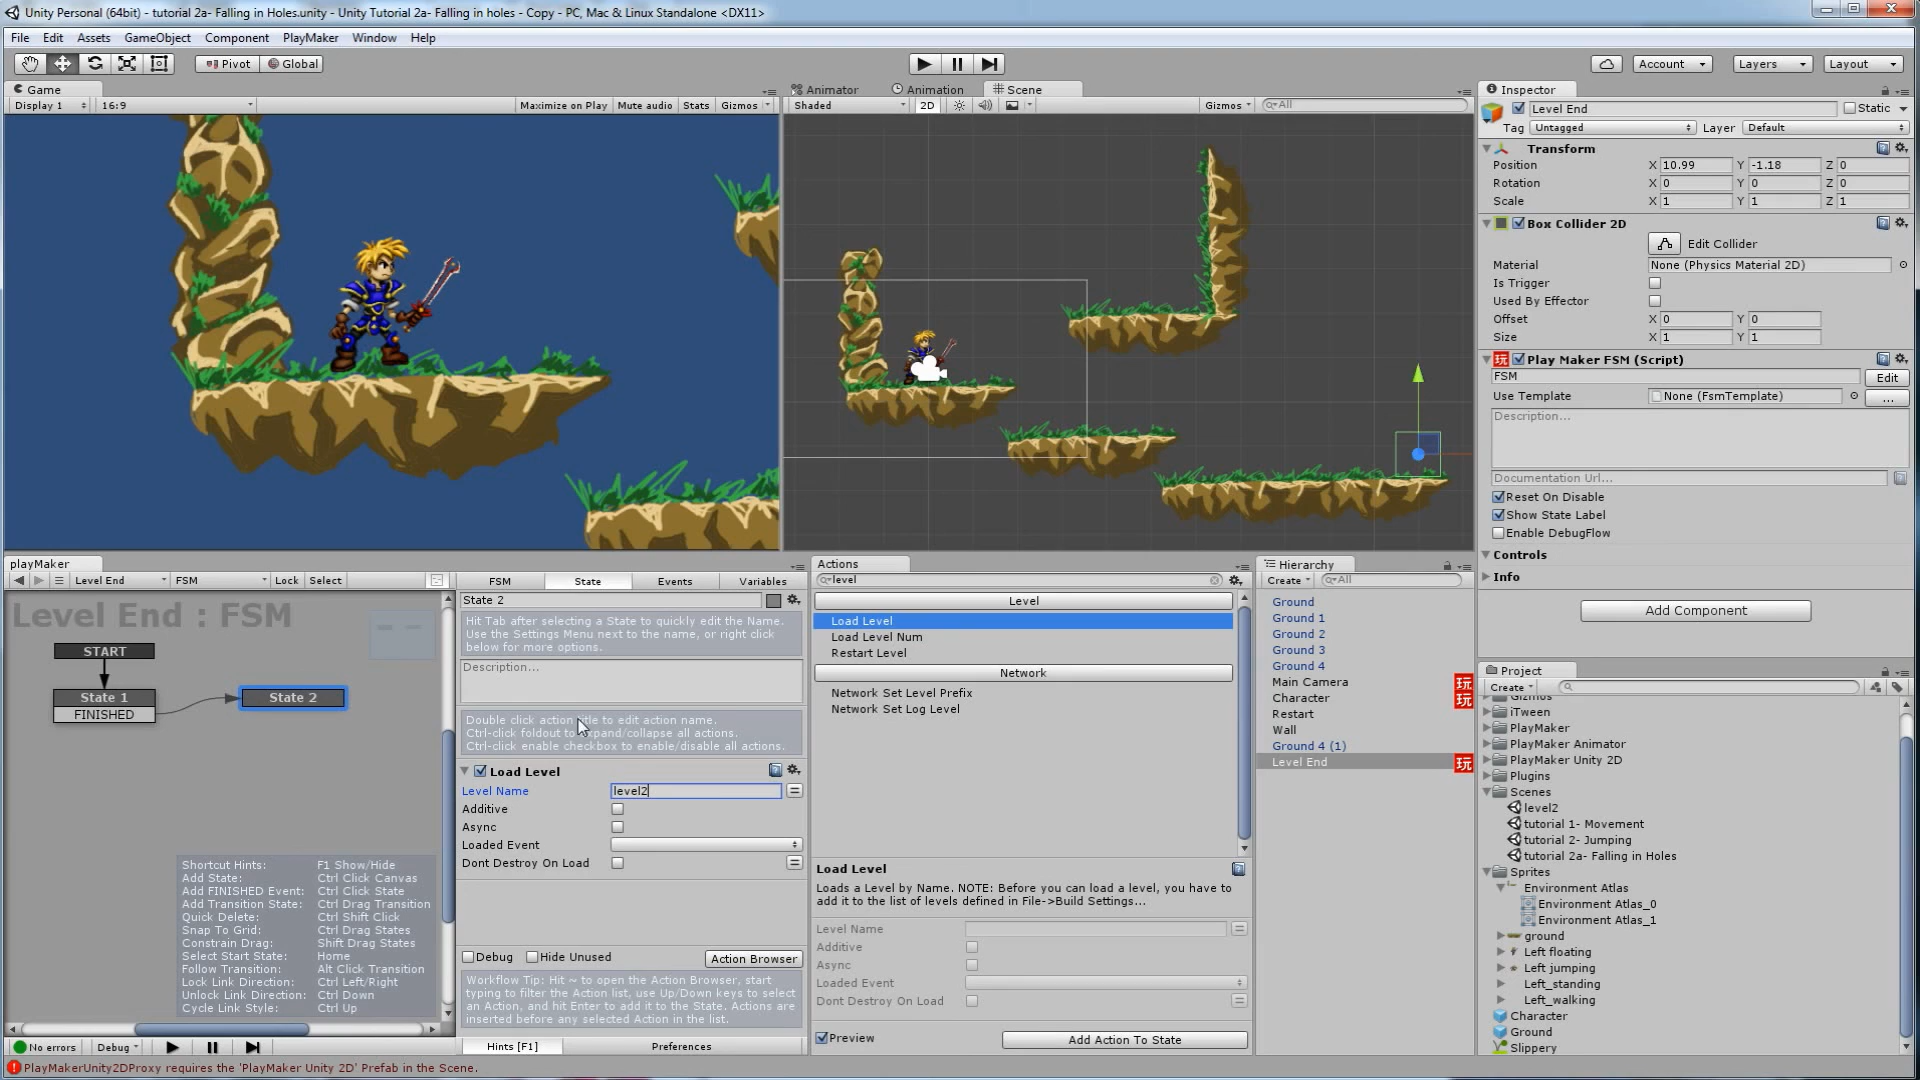 Unity Personal (64bit) - tutorial 2a- Falling in Holes.unity - Unity Tutorial 2a- Falling in holes - Copy - PC, Mac & Linux Standalone <DX11>
File Edit Assets GameObject Component PlayMaker Window Help
Pivot Global Account Layers Layout
Game
Display 1 16:9 Maximize on Play Mute audio Stats Gizmos
Animator Animation Scene
Shaded 2D Gizmos All
Inspector
Level End Static
Tag Untagged Layer Default
Transform
Position X 10.99 Y -1.18 Z 0
Rotation X 0 Y 0 Z 0
Scale X 1 Y 1 Z 1
Box Collider 2D
Edit Collider
Material None (Physics Material 2D)
Is Trigger
Used By Effector
Offset X 0 Y 0
Size X 1 Y 1
玩 Play Maker FSM (Script)
FSM Edit
Use Template None (FsmTemplate) ...
Description...
Documentation Url...
Reset On Disable
Show State Label
Enable DebugFlow
Controls
Info
Add Component
playMaker
Level End FSM Lock Select
Level End : FSM
START
State 1
FINISHED
State 2
Shortcut Hints: F1 Show/Hide
Add State: Ctrl Click Canvas
Add FINISHED Event: Ctrl Click State
Add Transition State: Ctrl Drag Transition
Quick Delete: Ctrl Shift Click
Snap To Grid: Ctrl Drag States
Constrain Drag: Shift Drag States
Select Start State: Home
Follow Transition: Alt Click Transition
Lock Link Direction: Ctrl Left/Right
Unlock Link Direction: Ctrl Down
Cycle Link Style: Ctrl Up
No errors Debug
FSM State Events Variables
State 2
Hit Tab after selecting a State to quickly edit the Name.
Use the Settings Menu next to the name, or right click
below for more options.
Description...
Double click action title to edit action name.
Ctrl-click foldout to expand/collapse all actions.
Ctrl-click enable checkbox to enable/disable all actions.
Load Level
Level Name level2
Additive
Async
Loaded Event
Dont Destroy On Load
Debug Hide Unused Action Browser
Workflow Tip: Hit ~ to open the Action Browser, start
typing to filter the Action list, use Up/Down keys to select
an Action, and hit Enter to add it to the State. Actions are
inserted before any selected Action in the list.
Hints [F1] Preferences
Actions
level
Level
Load Level
Load Level Num
Restart Level
Network
Network Set Level Prefix
Network Set Log Level
Load Level
Loads a Level by Name. NOTE: Before you can load a level, you have to
add it to the list of levels defined in File->Build Settings...
Level Name
Additive
Async
Loaded Event
Dont Destroy On Load
Preview Add Action To State
Hierarchy
Create All
Ground
Ground 1
Ground 2
Ground 3
Ground 4
Main Camera 玩
Character 玩
Restart
Wall
Ground 4 (1)
Level End 玩
Project
Create
Gizmos
iTween
PlayMaker
PlayMaker Animator
PlayMaker Unity 2D
Plugins
Scenes
level2
tutorial 1- Movement
tutorial 2- Jumping
tutorial 2a- Falling in Holes
Sprites
Environment Atlas
Environment Atlas_0
Environment Atlas_1
ground
Left floating
Left jumping
Left_standing
Left_walking
Character
Ground
Slippery
PlayMakerUnity2DProxy requires the 'PlayMaker Unity 2D' Prefab in the Scene.